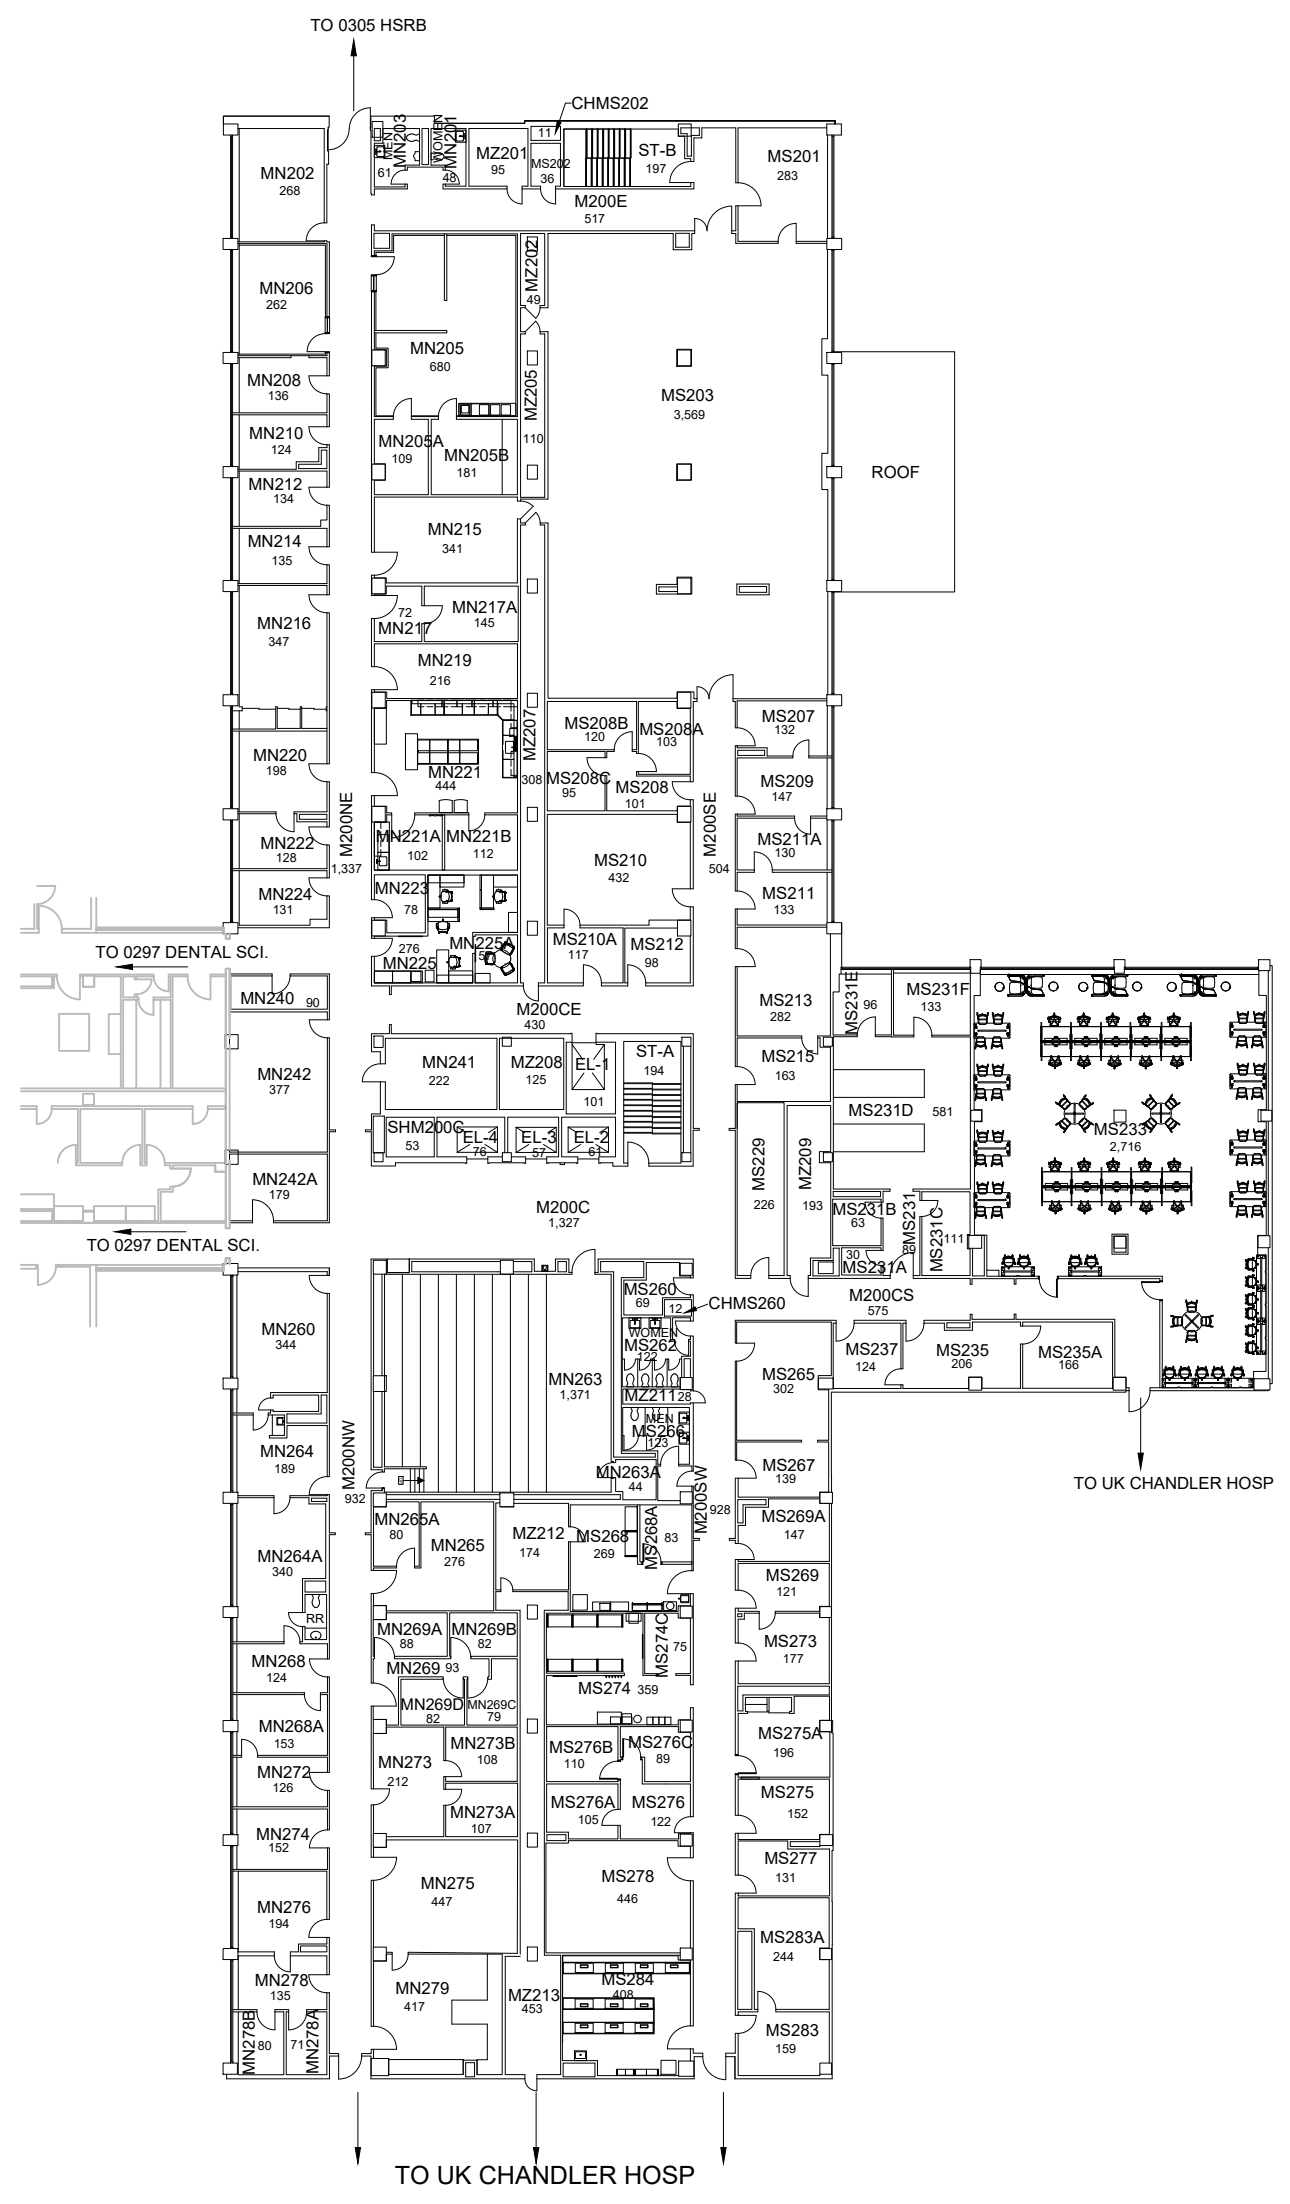 TO 0305 HSRB
CHMS202
MEN
MN203
61
WOMEN
MN201
48
MZ201
95
11
MS202
36
ST-B
197
MS201
283
MN202
268
M200E
517
MN206
262
MZ202
49
MN205
680
MS203
3,569
MN208
136
MZ205
110
MN210
124
MN205A
109
MN205B
181
ROOF
MN212
134
MN215
341
MN214
135
MN216
347
72
MN217
MN217A
145
MN219
216
MZ207
308
MS208B
120
MS208A
103
MS207
132
MN220
198
MN221
444
MS208C
95
MS208
101
MS209
147
M200NE
1,337
M200SE
504
MN222
128
MN221A
102
MN221B
112
MS210
432
MS211A
130
MN224
131
MN223
78
MS211
133
276
MN225
MN225A
MS210A
117
MS212
98
TO 0297 DENTAL SCI.
MN240
90
M200CE
430
MS213
282
MS231E
96
MS231F
133
MN242
377
MN241
222
MZ208
125
EL-1
101
ST-A
194
MS215
163
MS231D
581
MS233
2,716
SHM200C
53
EL-4
76
EL-3
57
EL-2
61
MN242A
179
MS229
226
MZ209
193
M200C
1,327
MS231B
63
MS231
89
MS231C
111
30
MS231A
TO 0297 DENTAL SCI.
MS260
69
12
CHMS260
M200CS
575
MN260
344
WOMEN
MS262
122
MS237
124
MS235
206
MS235A
166
MN263
1,371
MZ211
28
MS265
302
MEN
MS266
123
MN264
189
M200NW
932
MN263A
44
M200SW
928
MS267
139
TO UK CHANDLER HOSP
MN265A
80
MN265
276
MZ212
174
MS268
269
MS268A
83
MS269A
147
MN264A
340
RR
MS269
121
MN269A
88
MN269B
82
MS274C
75
MS273
177
MN268
124
MN269
93
MN269D
82
MN269C
79
MS274
359
MN268A
153
MN273
212
MN273B
108
MS276B
110
MS276C
89
MS275A
196
MN272
126
MN273A
107
MS276A
105
MS276
122
MS275
152
MN274
152
MN275
447
MS278
446
MS277
131
MN276
194
MS283A
244
MN278
135
MN279
417
MZ213
453
MS284
408
MN278B
80
71
MN278A
MS283
159
TO UK CHANDLER HOSP